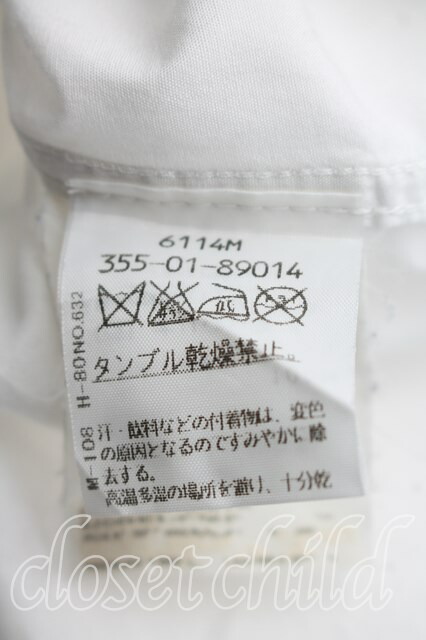 6114M
355-01-89014
タンブル乾燥禁止。
汗・飲料などの付着物は、変色
の原因となるのですみやかに除
去する。
高温多湿の場所を避け、十分乾
M-108 H-80NO.632
closet child